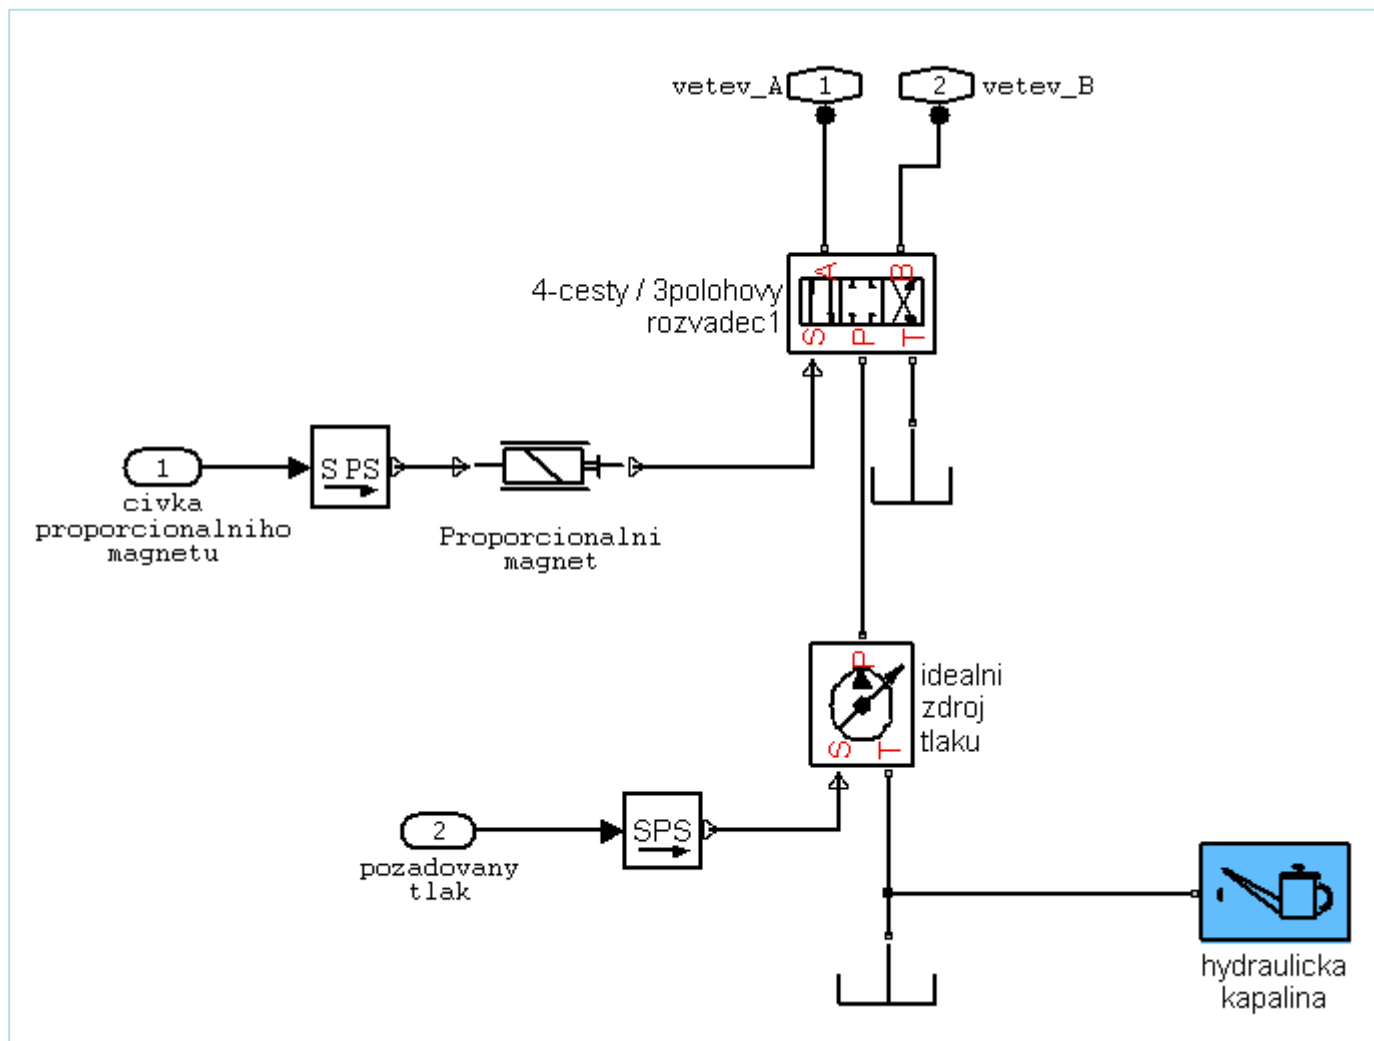 vetev_A
1
2
vetev_B
A
B
4-cesty / 3polohovy
rozvadec1
S
P
T
1
S PS
civka
proporcionalniho
magnetu
Proporcionalni
magnet
P
idealni
zdroj
tlaku
S
T
2
SPS
pozadovany
tlak
hydraulicka
kapalina